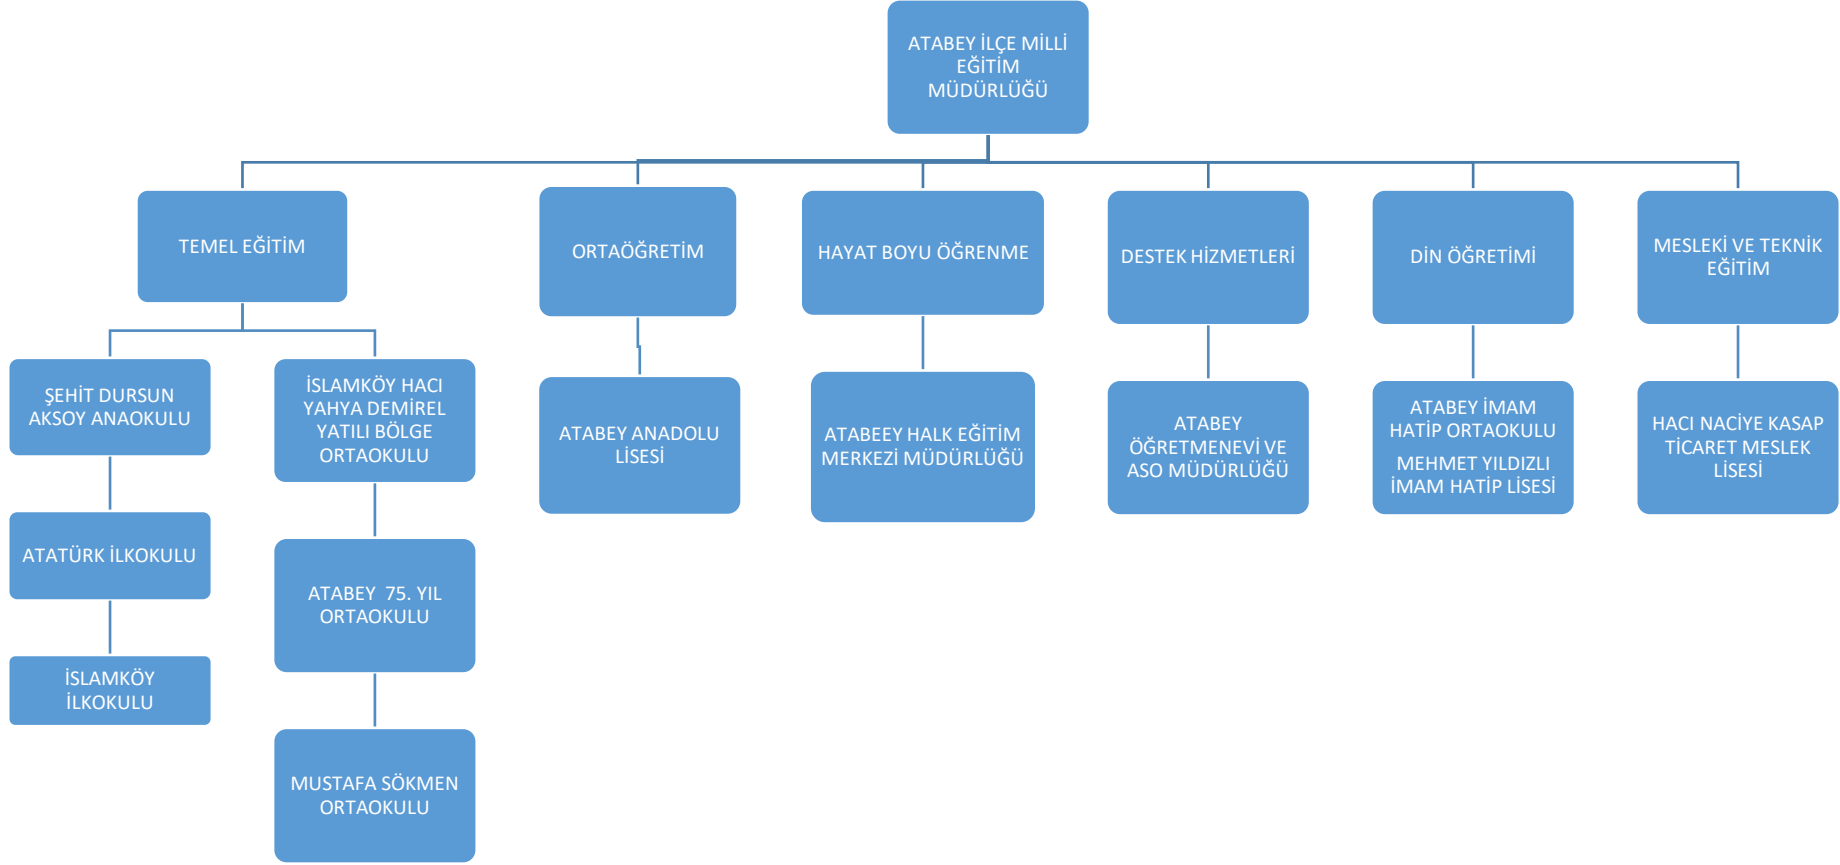 ATABEY İLÇE MİLLİ
EĞİTİM
MÜDÜRLÜĞÜ
TEMEL EĞİTİM
ORTAÖĞRETİM
HAYAT BOYU ÖĞRENME
DESTEK HİZMETLERİ
DİN ÖĞRETİMİ
MESLEKİ VE TEKNİK
EĞİTİM
ŞEHİT DURSUN
AKSOY ANAOKULU
İSLAMKÖY HACI
YAHYA DEMİREL
YATILI BÖLGE
ORTAOKULU
ATABEY ANADOLU
LİSESİ
ATABEEY HALK EĞİTİM
MERKEZİ MÜDÜRLÜĞÜ
ATABEY
ÖĞRETMENEVİ VE
ASO MÜDÜRLÜĞÜ
ATABEY İMAM
HATİP ORTAOKULU
MEHMET YILDIZLI
İMAM HATİP LİSESİ
HACI NACİYE KASAP
TİCARET MESLEK
LİSESİ
ATATÜRK İLKOKULU
ATABEY 75. YIL
ORTAOKULU
İSLAMKÖY
İLKOKULU
MUSTAFA SÖKMEN
ORTAOKULU